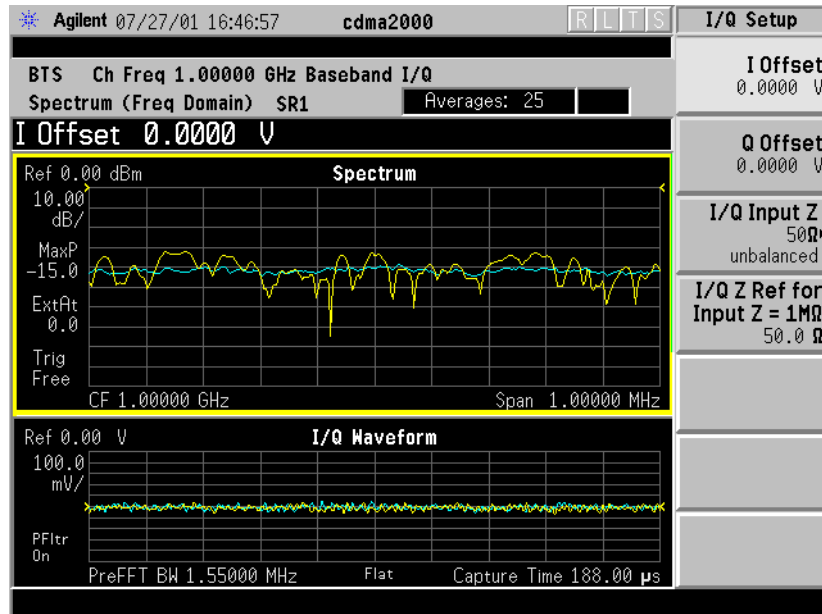 Agilent 07/27/01 16:46:57 cdma2000 R L T S I/Q Setup
BTS Ch Freq 1.00000 GHz Baseband I/Q
Spectrum (Freq Domain) SR1 Averages: 25
I Offset 0.0000 V
Ref 0.00 dBm Spectrum
10.00
dB/
MaxP
-15.0
ExtAt
0.0
Trig
Free
CF 1.00000 GHz Span 1.00000 MHz
Ref 0.00 V I/Q Waveform
100.0
mV/
PFltr
On
PreFFT BW 1.55000 MHz Flat Capture Time 188.00 µs
I Offset
0.0000 V
Q Offset
0.0000 V
I/Q Input Z
50Ω
unbalanced
I/Q Z Ref for
Input Z = 1MΩ
50.0 Ω